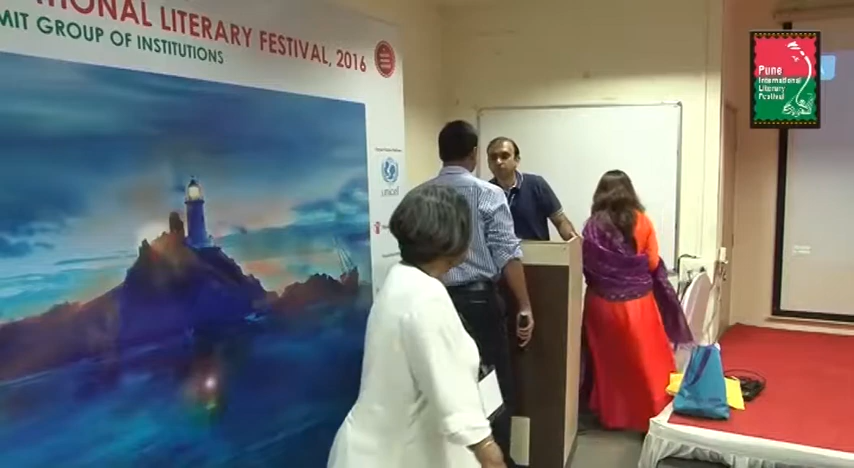 TIONAL LITERARY FESTIVAL, 2016
MIT GROUP OF INSTITUTIONS
unicef
Pune
International
Literary
Festival